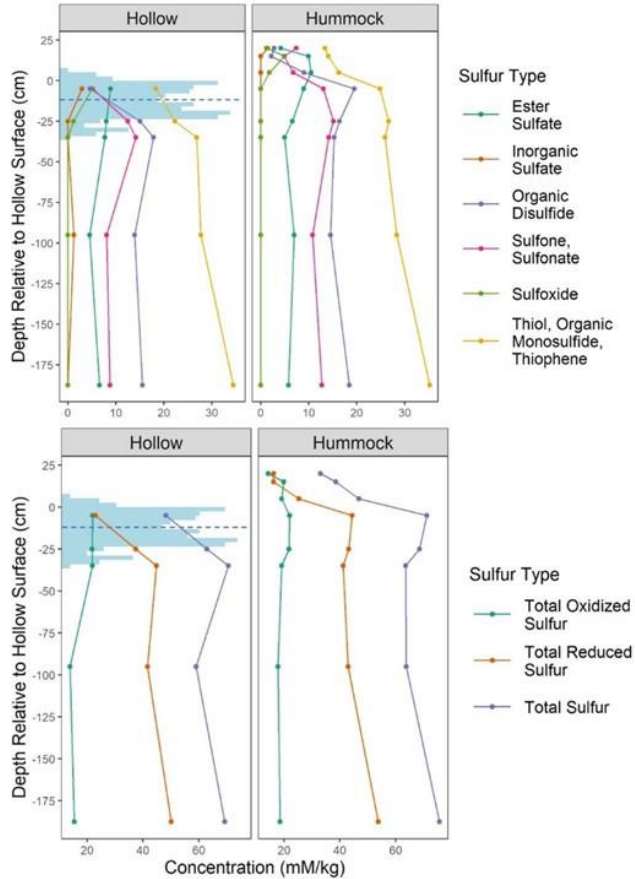 Hollow
Hummock
Depth Relative to Hollow Surface (cm)
25
0
-25
-50
-75
-100
-125
-150
-175
0
10
20
30
0
10
20
30
Sulfur Type
Ester
Sulfate
Inorganic
Sulfate
Organic
Disulfide
Sulfone,
Sulfonate
Sulfoxide
Thiol, Organic
Monosulfide,
Thiophene
Hollow
Hummock
Depth Relative to Hollow Surface (cm)
25
0
-25
-50
-75
-100
-125
-150
-175
20
40
60
20
40
60
Concentration (mM/kg)
Sulfur Type
Total Oxidized
Sulfur
Total Reduced
Sulfur
Total Sulfur